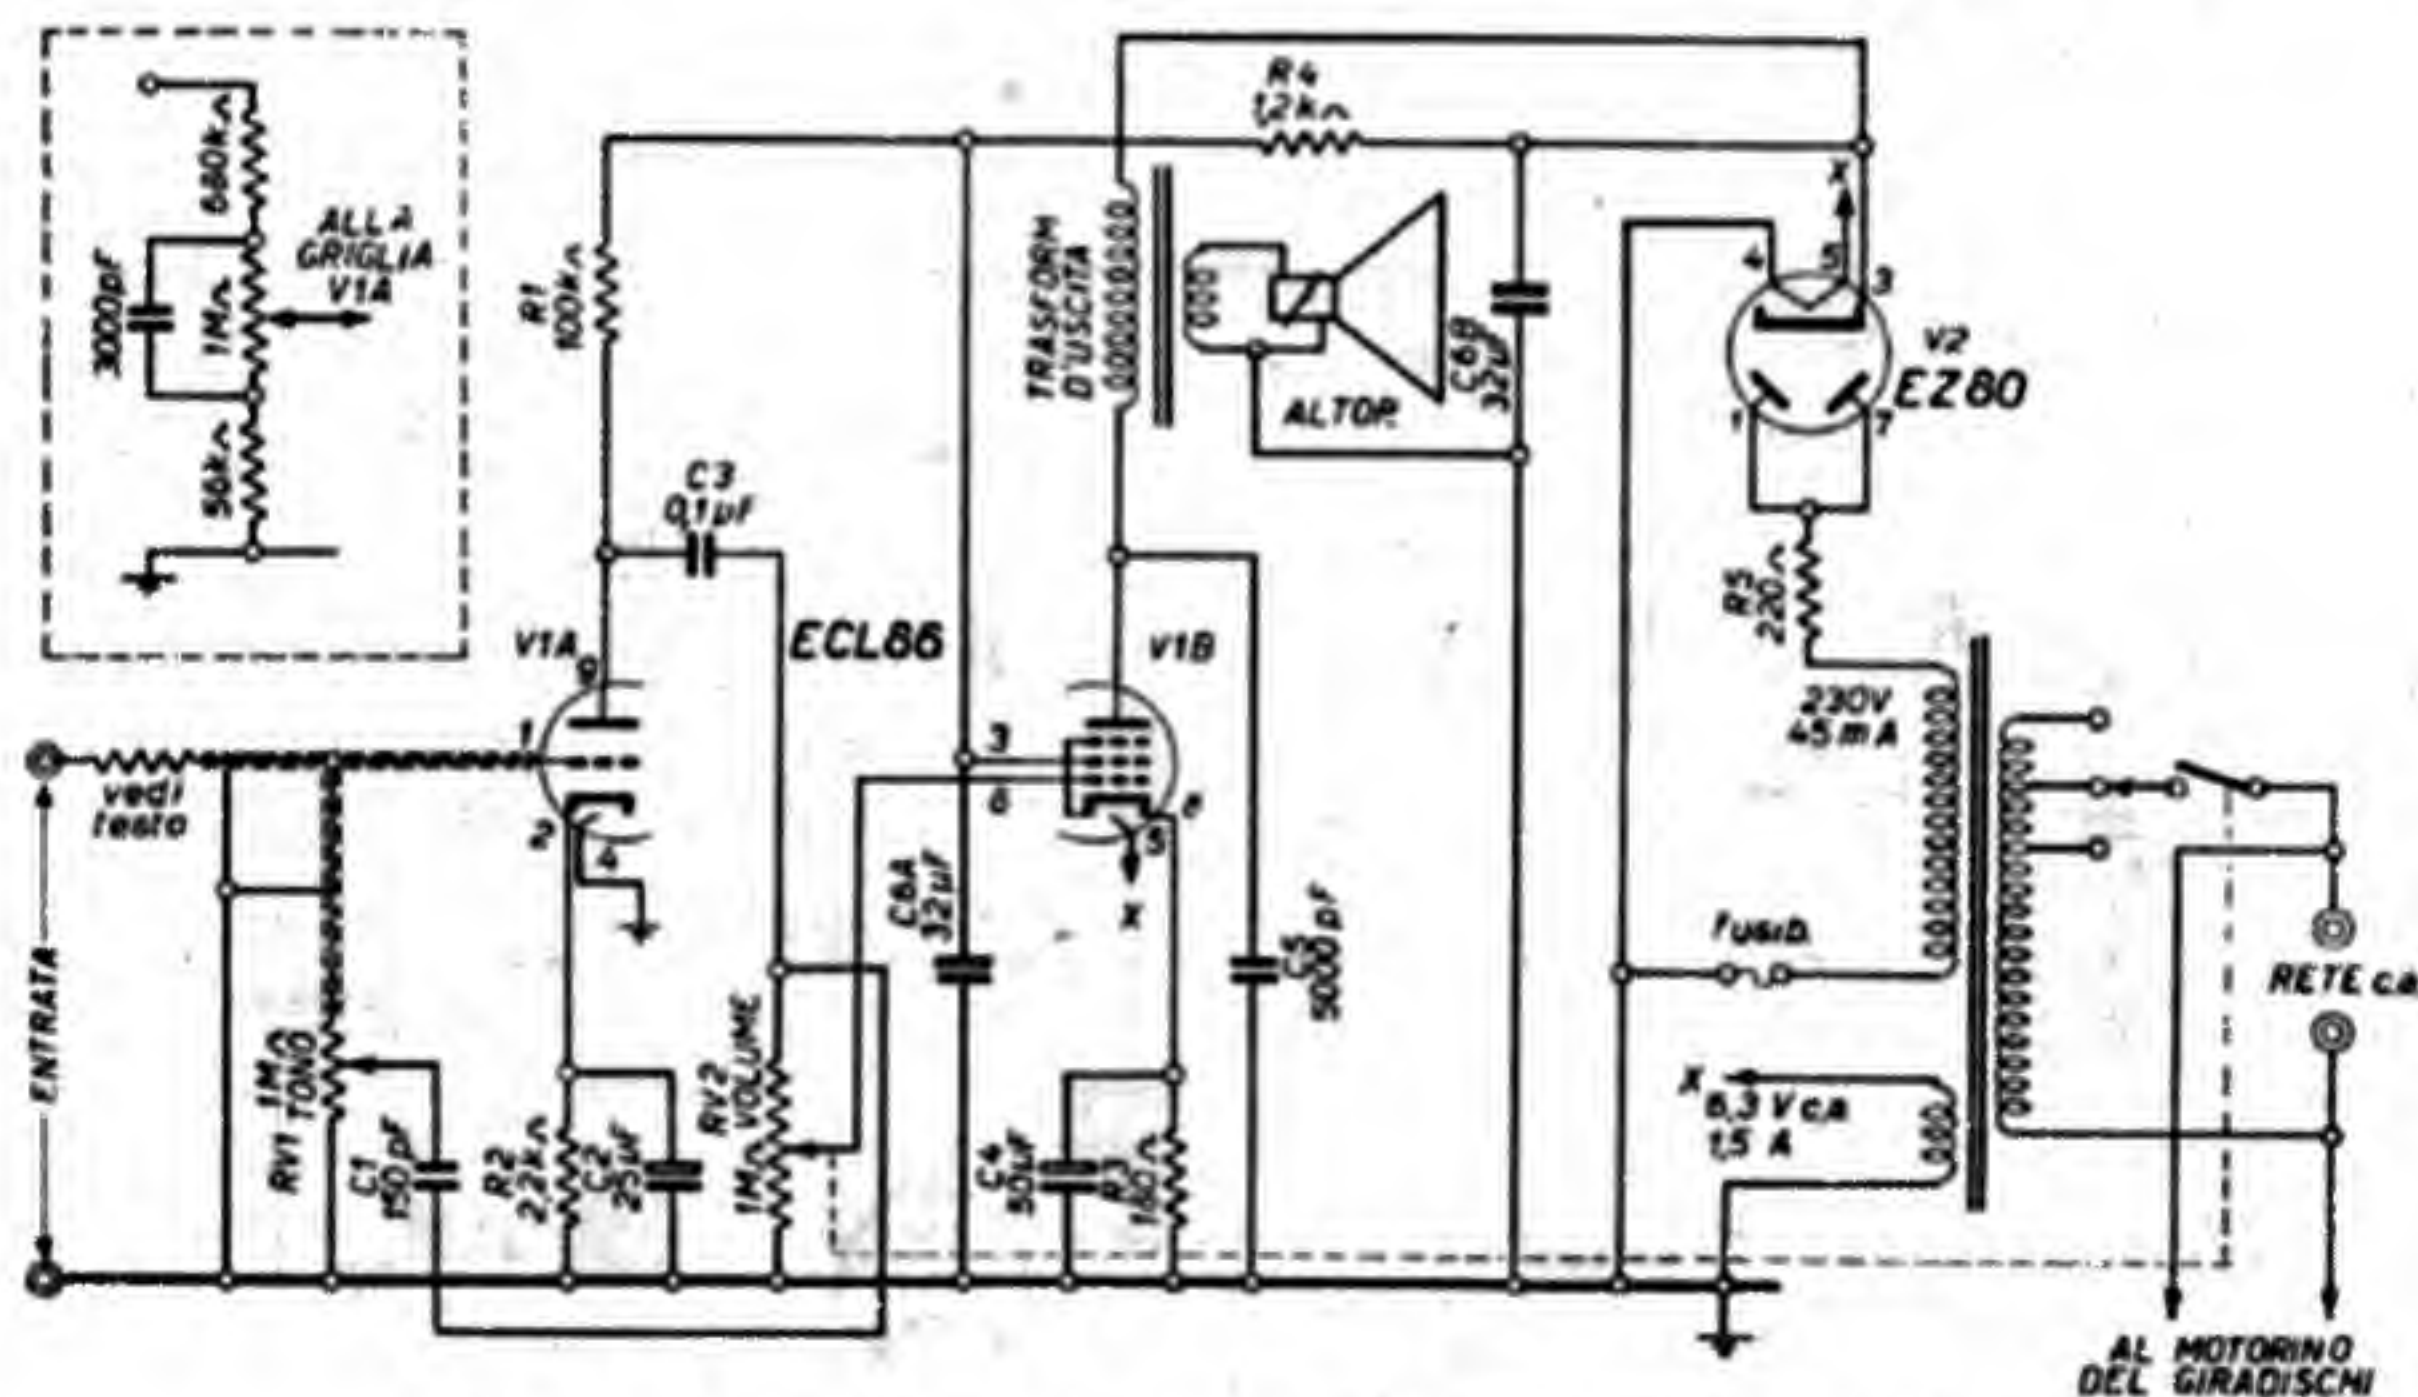 680kΩ
3000pF
1MΩ
56kΩ
ALLA
GRIGLIA
V1A
R1
100kΩ
C3
0,1µF
R4
1,2kΩ
TRASFORM
D'USCITA
ALTOP.
C6B
32µF
X
4
5
3
V2
EZ80
1
7
R5
220Ω
V1A
9
ECL86
V1B
1
2
4
3
6
8
5
X
vedi
testo
ENTRATA
RV1 TONO
1MΩ
C1
150pF
R2
2,2kΩ
C2
25µF
RV2
VOLUME
1MΩ
C6A
32µF
C4
50µF
R3
180Ω
C5
5000pF
230V
45mA
fusib.
X
6,3 V c.a
1,5 A
RETE c.a
AL MOTORINO
DEL GIRADISCHI